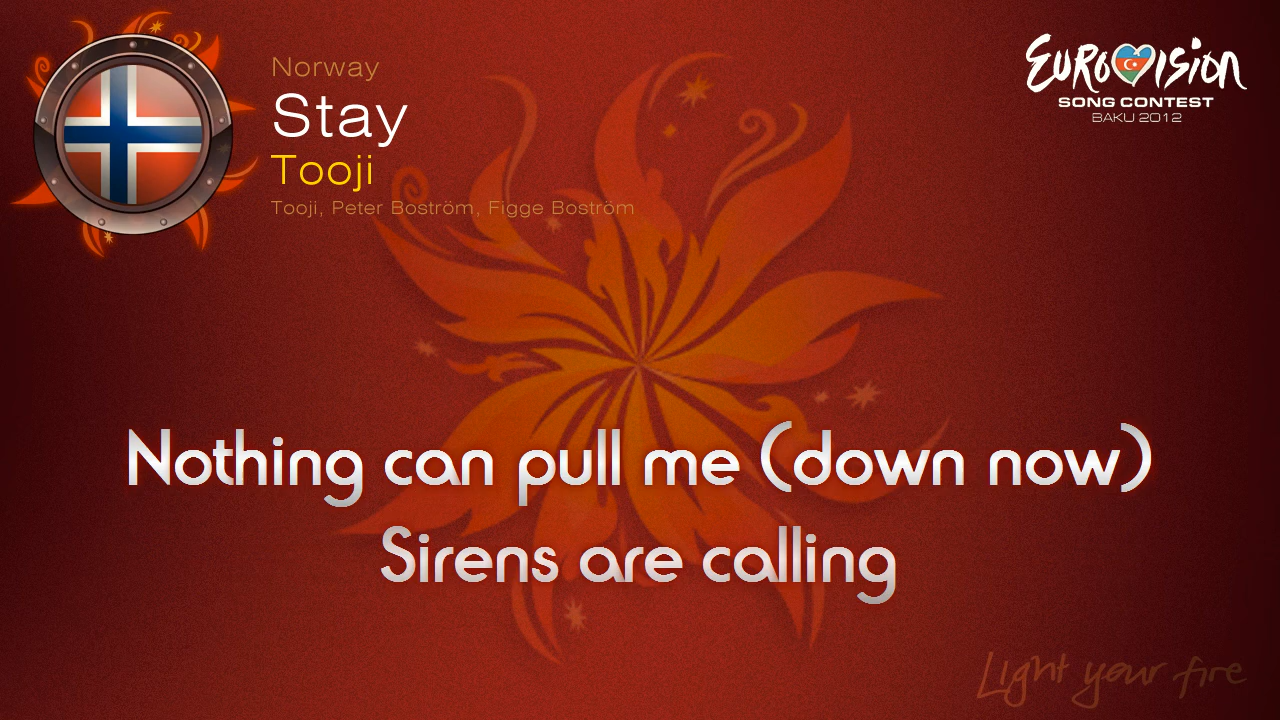 Norway
Stay
Tooji
Tooji, Peter Boström, Figge Boström
EUROVISION
SONG CONTEST
BAKU 2012
Nothing can pull me (down now)
Sirens are calling
Light your fire